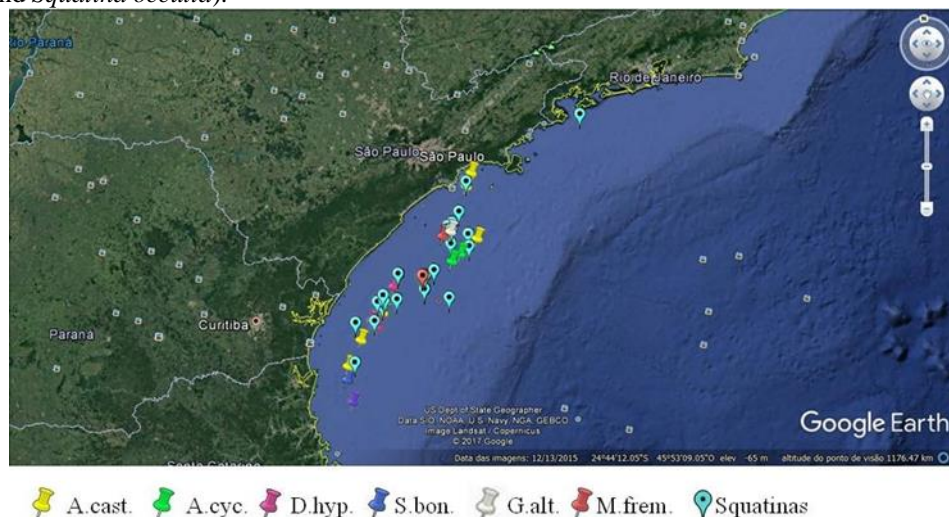 nd Squatina occulta).
Rio Paraná
Rio de Janeiro
São Paulo São Paulo
Curitiba
Paraná
US Dept of State Geographer
Data SIO, NOAA, U.S. Navy, NGA, GEBCO
Image Landsat / Copernicus
© 2017 Google
Google Earth
Santa Catarina
Data das imagens: 12/13/2015 24°44'12.05"S 45°53'09.05"O elev -65 m altitude do ponto de visão 1176.47 km
A.cast. A.cyc. D.hyp. S.bon. G.alt. M.frem. Squatinas